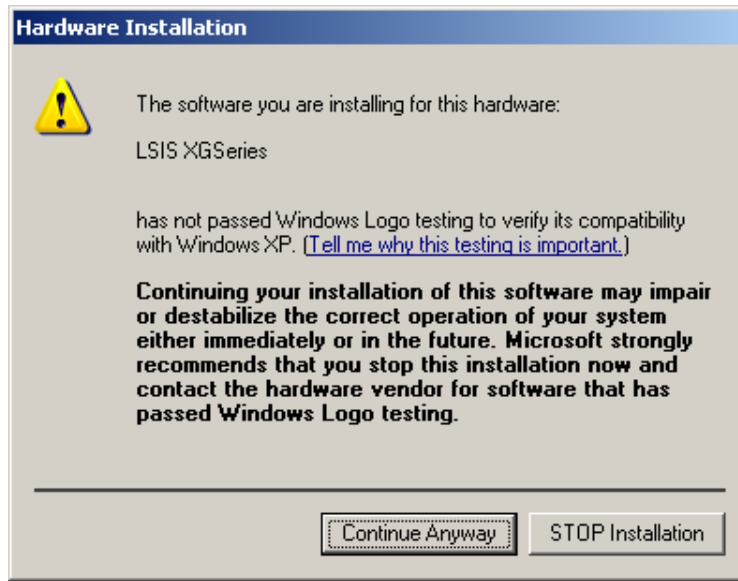 Hardware Installation
The software you are installing for this hardware:
LSIS XGSeries
has not passed Windows Logo testing to verify its compatibility
with Windows XP. (Tell me why this testing is important.)
Continuing your installation of this software may impair
or destabilize the correct operation of your system
either immediately or in the future. Microsoft strongly
recommends that you stop this installation now and
contact the hardware vendor for software that has
passed Windows Logo testing.
Continue Anyway
STOP Installation